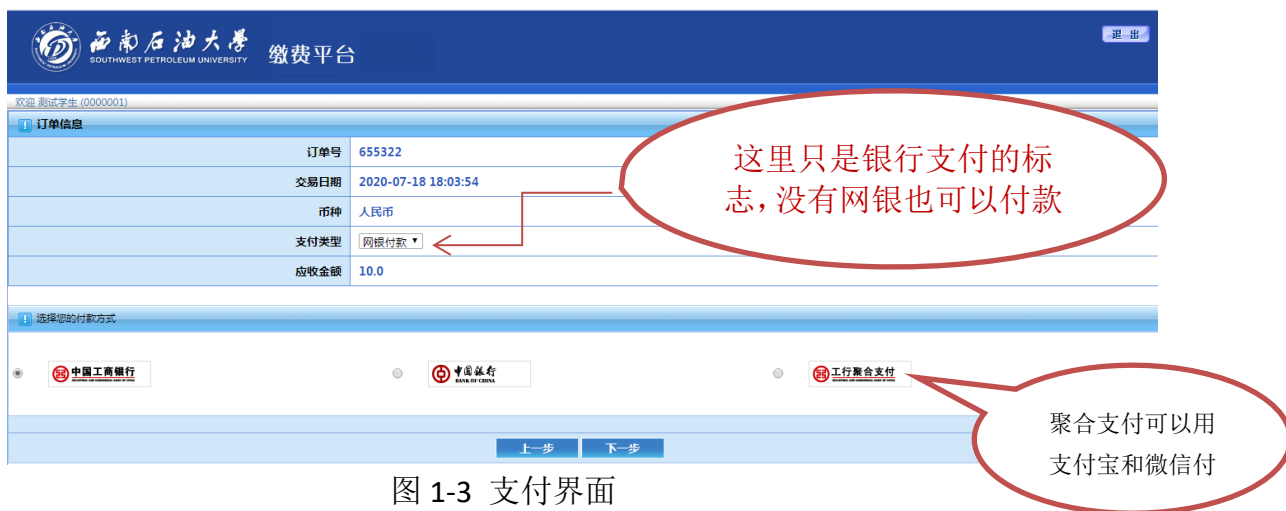 西南石油大学
SOUTHWEST PETROLEUM UNIVERSITY
缴费平台
退 出
欢迎 测试学生 (0000001)
订单信息
订单号 655322
交易日期 2020-07-18 18:03:54
币种 人民币
支付类型 网银付款
应收金额 10.0
这里只是银行支付的标
志,没有网银也可以付款
选择您的付款方式
中国工商银行
中国银行
BANK OF CHINA
工行聚合支付
聚合支付可以用
支付宝和微信付
上一步 下一步
图 1-3 支付界面